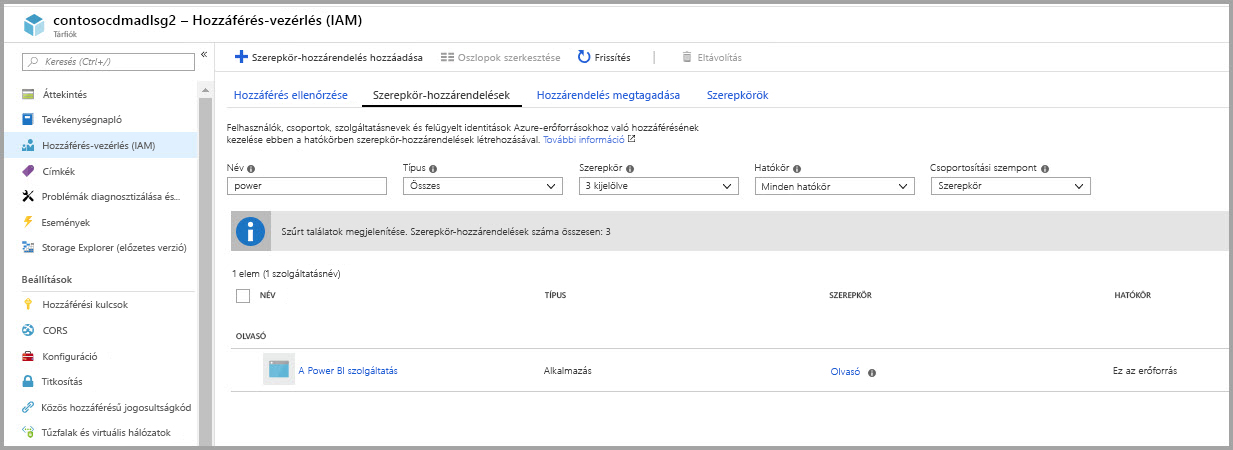 contosocdmadlsg2 – Hozzáférés-vezérlés (IAM)
Tárfiók
Keresés (Ctrl+/)
«
Szerepkör-hozzárendelés hozzáadása
Oszlopok szerkesztése
Frissítés
Eltávolítás
Áttekintés
Tevékenységnapló
Hozzáférés-vezérlés (IAM)
Címkék
Problémák diagnosztizálása és...
Események
Storage Explorer (előzetes verzió)
Beállítások
Hozzáférési kulcsok
CORS
Konfiguráció
Titkosítás
Közös hozzáférésű jogosultságkód
Tűzfalak és virtuális hálózatok
Hozzáférés ellenőrzése
Szerepkör-hozzárendelések
Hozzárendelés megtagadása
Szerepkörök
Felhasználók, csoportok, szolgáltatásnevek és felügyelt identitások Azure-erőforrásokhoz való hozzáférésének
kezelése ebben a hatókörben szerepkör-hozzárendelések létrehozásával. További információ
Név
Típus
Szerepkör
Hatókör
Csoportosítási szempont
power
Összes
3 kijelölve
Minden hatókör
Szerepkör
Szűrt találatok megjelenítése. Szerepkör-hozzárendelések száma összesen: 3
1 elem (1 szolgáltatásnév)
NÉV
TÍPUS
SZEREPKÖR
HATÓKÖR
OLVASÓ
A Power BI szolgáltatás
Alkalmazás
Olvasó
Ez az erőforrás